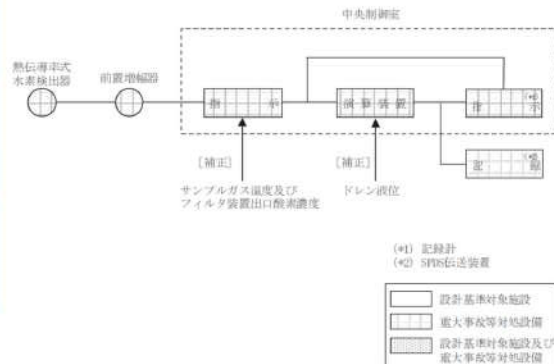 中央制御室
熱伝導率式
水素検出器
前置増幅器
指 示
演算装置
指 示
(*1)
記 録
(*2)
[補正]
[補正]
サンプルガス温度及び
フィルタ装置出口酸素濃度
ドレン液位
(*1) 記録計
(*2) SPDS伝送装置
設計基準対象施設
重大事故等対処設備
設計基準対象施設及び
重大事故等対処設備